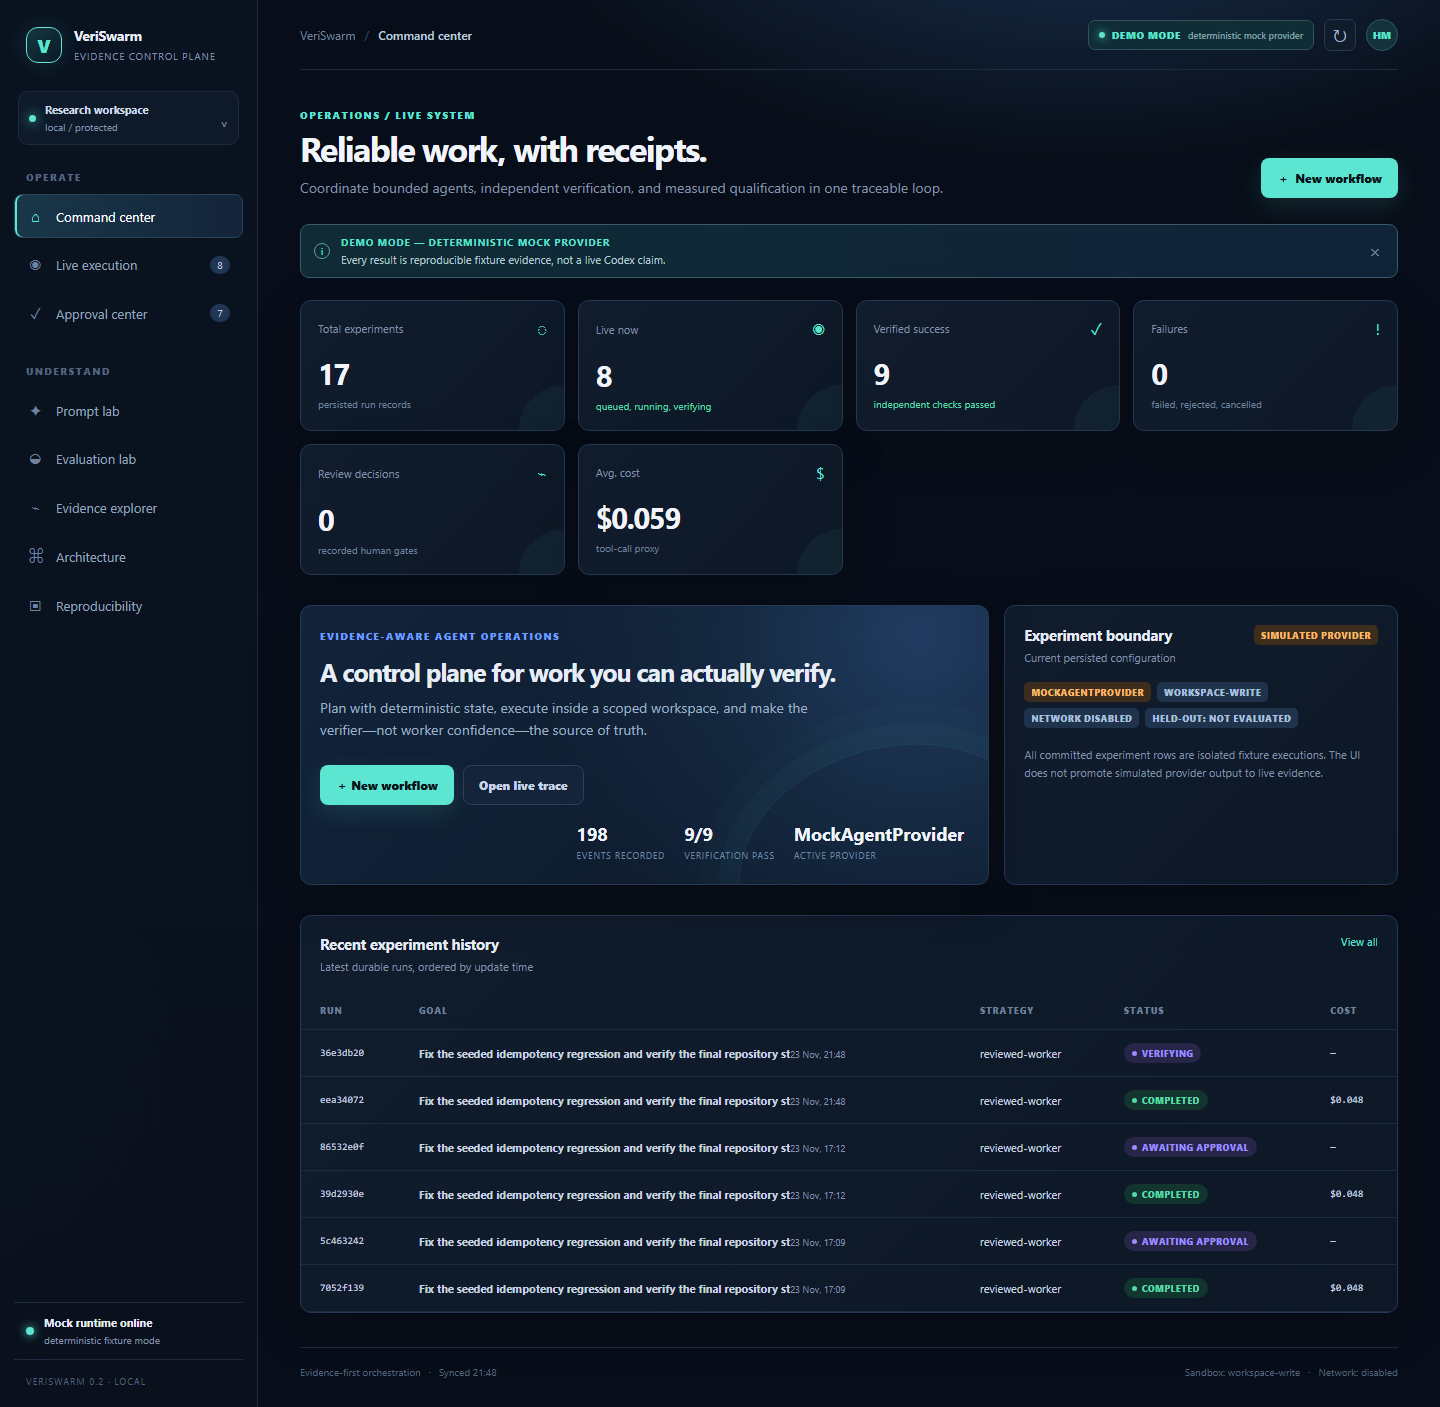 V
VeriSwarm
EVIDENCE CONTROL PLANE
Research workspace
local / protected
OPERATE
Command center
Live execution 8
Approval center 7
UNDERSTAND
Prompt lab
Evaluation lab
Evidence explorer
Architecture
Reproducibility
Mock runtime online
deterministic fixture mode
VERISWARM 0.2 · LOCAL
VeriSwarm / Command center
DEMO MODE deterministic mock provider
HM
OPERATIONS / LIVE SYSTEM
Reliable work, with receipts.
Coordinate bounded agents, independent verification, and measured qualification in one traceable loop.
+ New workflow
DEMO MODE — DETERMINISTIC MOCK PROVIDER
Every result is reproducible fixture evidence, not a live Codex claim.
Total experiments
17
persisted run records
Live now
8
queued, running, verifying
Verified success
9
independent checks passed
Failures !
0
failed, rejected, cancelled
Review decisions
0
recorded human gates
Avg. cost $
$0.059
tool-call proxy
EVIDENCE-AWARE AGENT OPERATIONS
A control plane for work you can actually verify.
Plan with deterministic state, execute inside a scoped workspace, and make the
verifier—not worker confidence—the source of truth.
+ New workflow
Open live trace
198
EVENTS RECORDED
9/9
VERIFICATION PASS
MockAgentProvider
ACTIVE PROVIDER
Experiment boundary
SIMULATED PROVIDER
Current persisted configuration
MOCKAGENTPROVIDER WORKSPACE-WRITE
NETWORK DISABLED HELD-OUT: NOT EVALUATED
All committed experiment rows are isolated fixture executions. The UI
does not promote simulated provider output to live evidence.
Recent experiment history
View all
Latest durable runs, ordered by update time
RUN GOAL STRATEGY STATUS COST
36e3db20 Fix the seeded idempotency regression and verify the final repository st23 Nov, 21:48 reviewed-worker VERIFYING –
eea34072 Fix the seeded idempotency regression and verify the final repository st23 Nov, 21:48 reviewed-worker COMPLETED $0.048
86532e0f Fix the seeded idempotency regression and verify the final repository st23 Nov, 17:12 reviewed-worker AWAITING APPROVAL –
39d2930e Fix the seeded idempotency regression and verify the final repository st23 Nov, 17:12 reviewed-worker COMPLETED $0.048
5c463242 Fix the seeded idempotency regression and verify the final repository st23 Nov, 17:09 reviewed-worker AWAITING APPROVAL –
7052f139 Fix the seeded idempotency regression and verify the final repository st23 Nov, 17:09 reviewed-worker COMPLETED $0.048
Evidence-first orchestration · Synced 21:48
Sandbox: workspace-write · Network: disabled